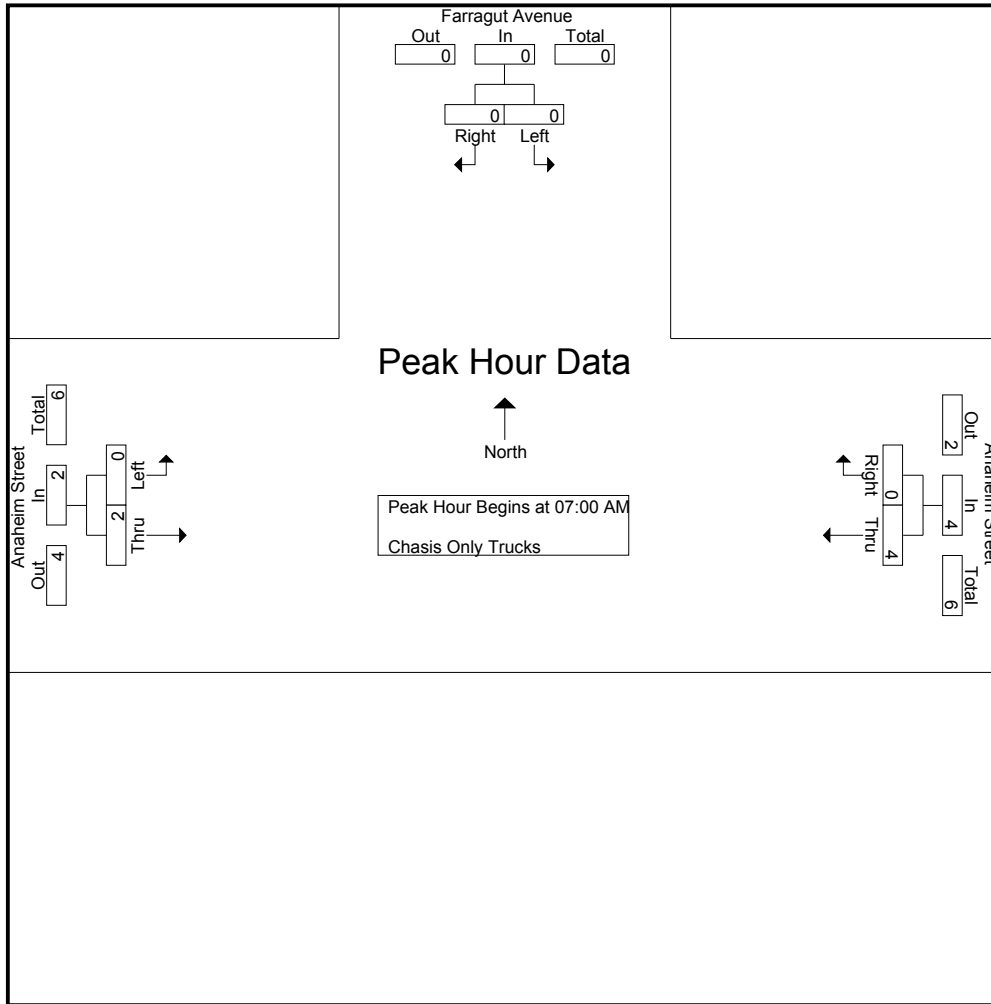 Farragut Avenue
Out In Total
0 0 0
0 0
Right Left
Peak Hour Data
North
Peak Hour Begins at 07:00 AM
Chasis Only Trucks
Anaheim Street
Out In Total
4 2 6
Left Thru
0 2
Anaheim Street
Out In Total
2 4 6
Right Thru
0 4